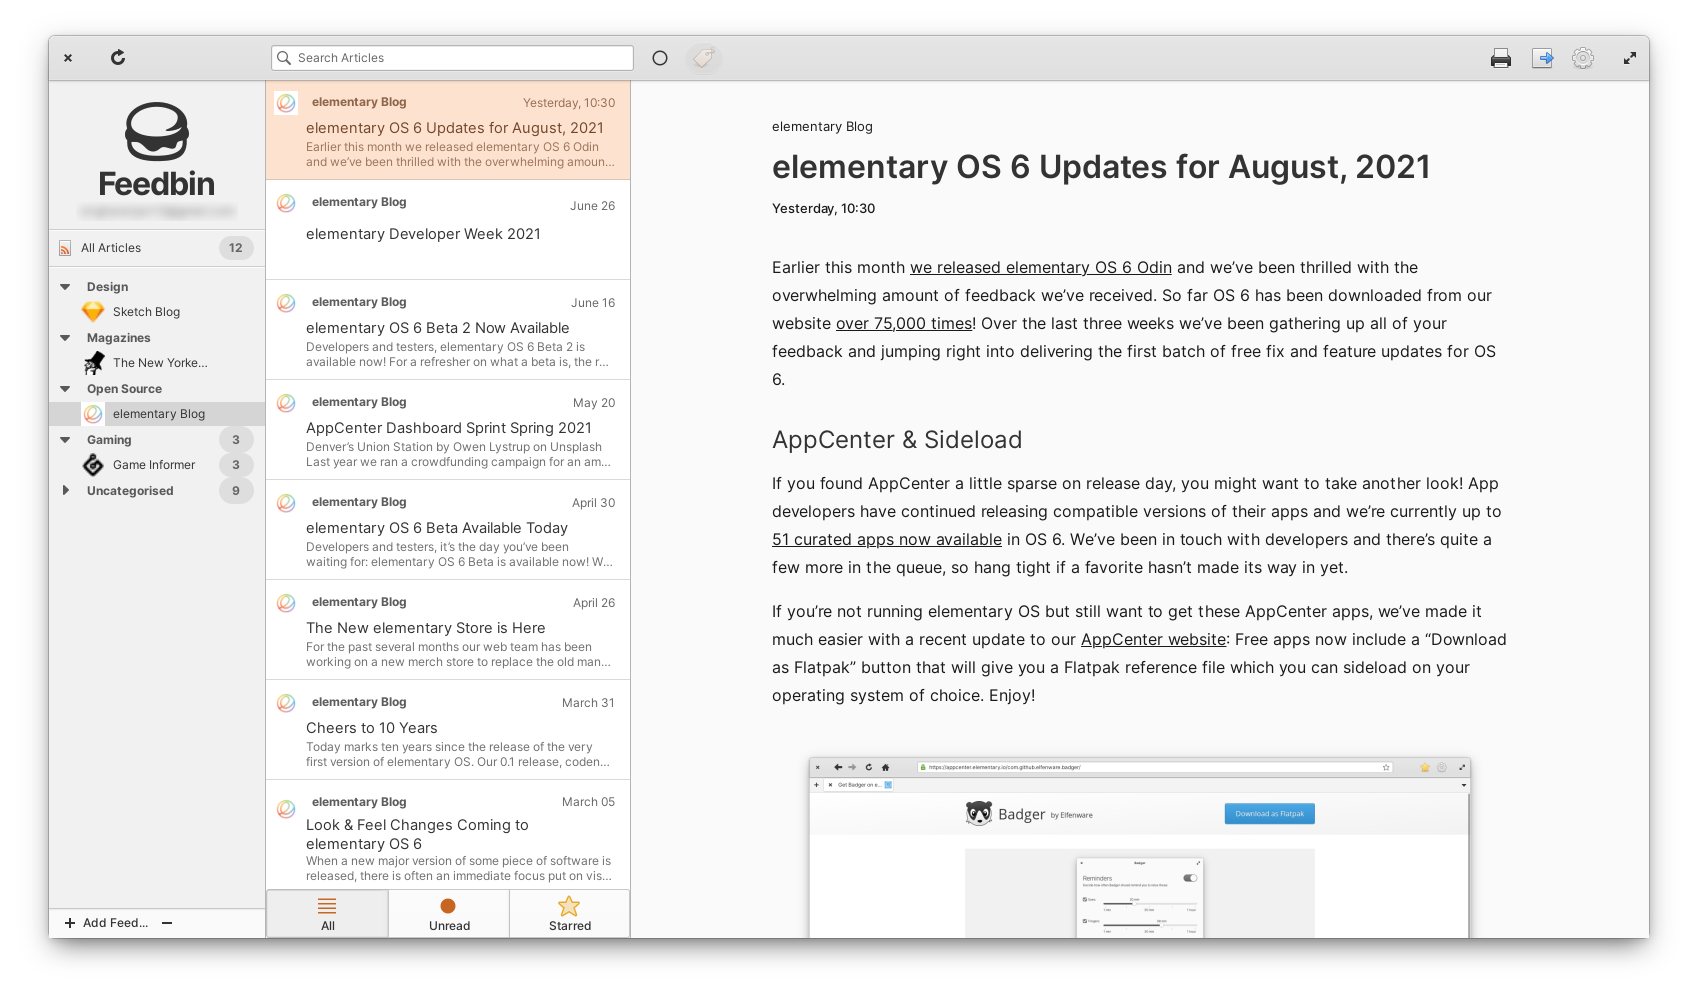 Search Articles
Feedbin
All Articles 12
Design
Sketch Blog
Magazines
The New Yorke...
Open Source
elementary Blog
Gaming 3
Game Informer 3
Uncategorised 9
Add Feed...
elementary Blog Yesterday, 10:30
elementary OS 6 Updates for August, 2021
Earlier this month we released elementary OS 6 Odin
and we’ve been thrilled with the overwhelming amoun...
elementary Blog June 26
elementary Developer Week 2021
elementary Blog June 16
elementary OS 6 Beta 2 Now Available
Developers and testers, elementary OS 6 Beta 2 is
available now! For a refresher on what a beta is, the r...
elementary Blog May 20
AppCenter Dashboard Sprint Spring 2021
Denver’s Union Station by Owen Lystrup on Unsplash
Last year we ran a crowdfunding campaign for an am...
elementary Blog April 30
elementary OS 6 Beta Available Today
Developers and testers, it’s the day you’ve been
waiting for: elementary OS 6 Beta is available now! W...
elementary Blog April 26
The New elementary Store is Here
For the past several months our web team has been
working on a new merch store to replace the old man...
elementary Blog March 31
Cheers to 10 Years
Today marks ten years since the release of the very
first version of elementary OS. Our 0.1 release, coden...
elementary Blog March 05
Look & Feel Changes Coming to
elementary OS 6
When a new major version of some piece of software is
released, there is often an immediate focus put on vis...
All Unread Starred
elementary Blog
elementary OS 6 Updates for August, 2021
Yesterday, 10:30
Earlier this month we released elementary OS 6 Odin and we’ve been thrilled with the
overwhelming amount of feedback we’ve received. So far OS 6 has been downloaded from our
website over 75,000 times! Over the last three weeks we’ve been gathering up all of your
feedback and jumping right into delivering the first batch of free fix and feature updates for OS
6.
AppCenter & Sideload
If you found AppCenter a little sparse on release day, you might want to take another look! App
developers have continued releasing compatible versions of their apps and we’re currently up to
51 curated apps now available in OS 6. We’ve been in touch with developers and there’s quite a
few more in the queue, so hang tight if a favorite hasn’t made its way in yet.
If you’re not running elementary OS but still want to get these AppCenter apps, we’ve made it
much easier with a recent update to our AppCenter website: Free apps now include a “Download
as Flatpak” button that will give you a Flatpak reference file which you can sideload on your
operating system of choice. Enjoy!
https://appcenter.elementary.io/com.github.elfenware.badger/
Get Badger on e...
Badger by Elfenware Download as Flatpak
Badger
Reminders